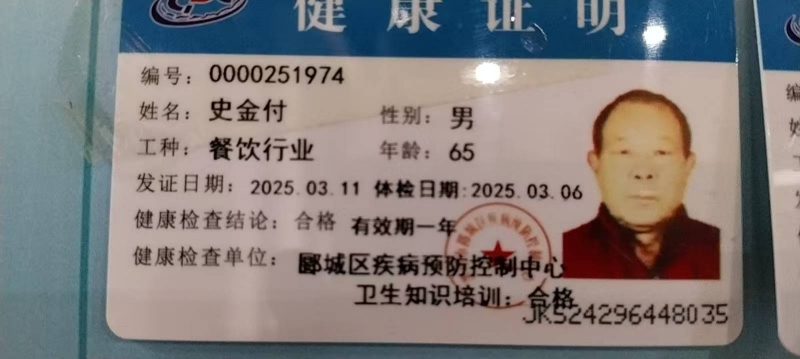 健康证明
编号：0000251974
姓名：史金付 性别：男
工种：餐饮行业 年龄：65
发证日期：2025.03.11 体检日期:2025.03.06
健康检查结论：合格 有效期一年
健康检查单位：郾城区疾病预防控制中心
卫生知识培训：合格
JK524296448035